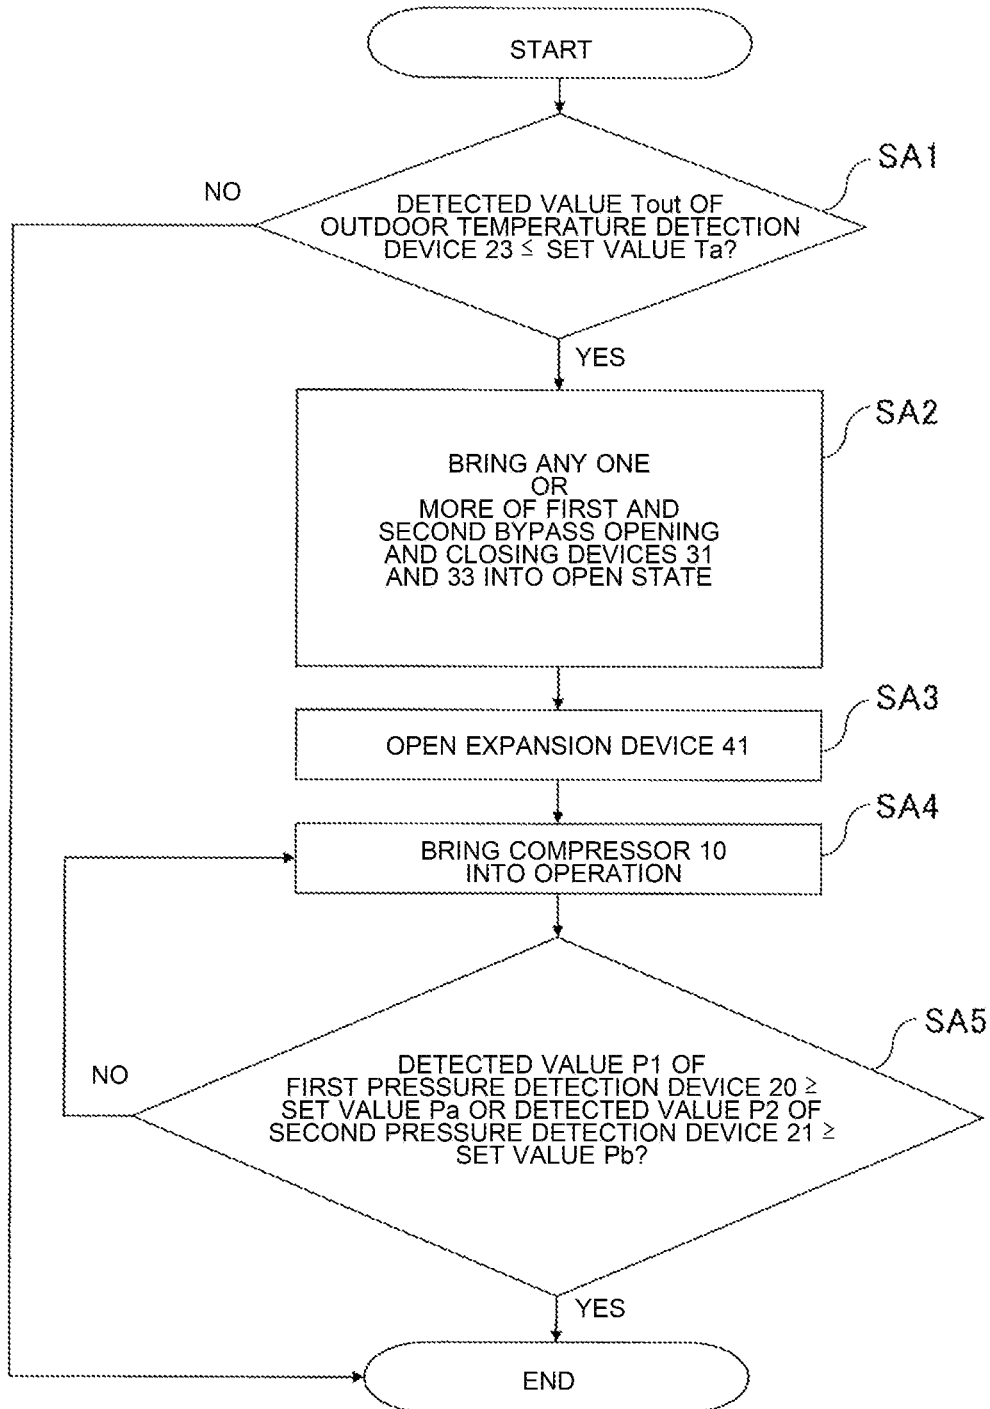 START
SA1
NO
DETECTED VALUE Tout OF
OUTDOOR TEMPERATURE DETECTION
DEVICE 23 ≤ SET VALUE Ta?
YES
SA2
BRING ANY ONE
OR
MORE OF FIRST AND
SECOND BYPASS OPENING
AND CLOSING DEVICES 31
AND 33 INTO OPEN STATE
SA3
OPEN EXPANSION DEVICE 41
SA4
BRING COMPRESSOR 10
INTO OPERATION
SA5
NO
DETECTED VALUE P1 OF
FIRST PRESSURE DETECTION DEVICE 20 ≥
SET VALUE Pa OR DETECTED VALUE P2 OF
SECOND PRESSURE DETECTION DEVICE 21 ≥
SET VALUE Pb?
YES
END